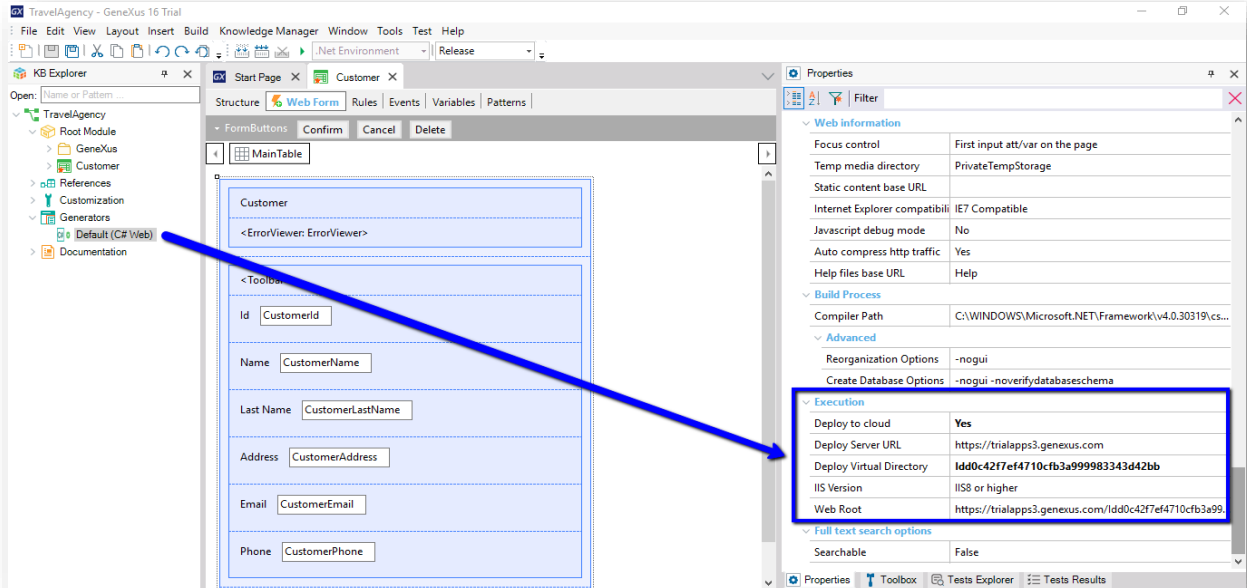 TravelAgency - GeneXus 16 Trial
File Edit View Layout Insert Build Knowledge Manager Window Tools Test Help
.Net Environment Release
KB Explorer
Open: Name or Pattern ...
TravelAgency
Root Module
GeneXus
Customer
References
Customization
Generators
Default (C# Web)
Documentation
Start Page Customer
Structure Web Form Rules Events Variables Patterns
FormButtons Confirm Cancel Delete
MainTable
Customer
<ErrorViewer: ErrorViewer>
Id CustomerId
Name CustomerName
Last Name CustomerLastName
Address CustomerAddress
Email CustomerEmail
Phone CustomerPhone
Properties
Filter
Web information
Focus control First input att/var on the page
Temp media directory PrivateTempStorage
Static content base URL
Internet Explorer compatibili IE7 Compatible
Javascript debug mode No
Auto compress http traffic Yes
Help files base URL Help
Build Process
Compiler Path C:\WINDOWS\Microsoft.NET\Framework\v4.0.30319\cs...
Advanced
Reorganization Options -nogui
Create Database Options -nogui -noverifydatabaseschema
Execution
Deploy to cloud Yes
Deploy Server URL https://trialapps3.genexus.com
Deploy Virtual Directory Idd0c42f7ef4710cfb3a999983343d42bb
IIS Version IIS8 or higher
Web Root https://trialapps3.genexus.com/Idd0c42f7ef4710cfb3a99...
Full text search options
Searchable False
Properties Toolbox Tests Explorer Tests Results